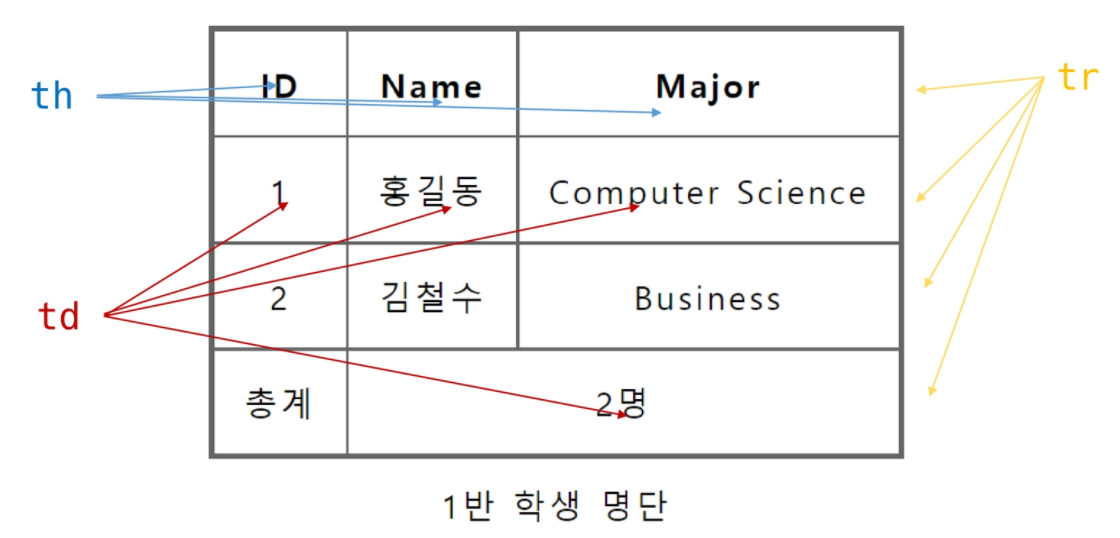 th
ID Name Major
tr
1 홍길동 Computer Science
td
2 김철수 Business
총계 2명
1반 학생 명단